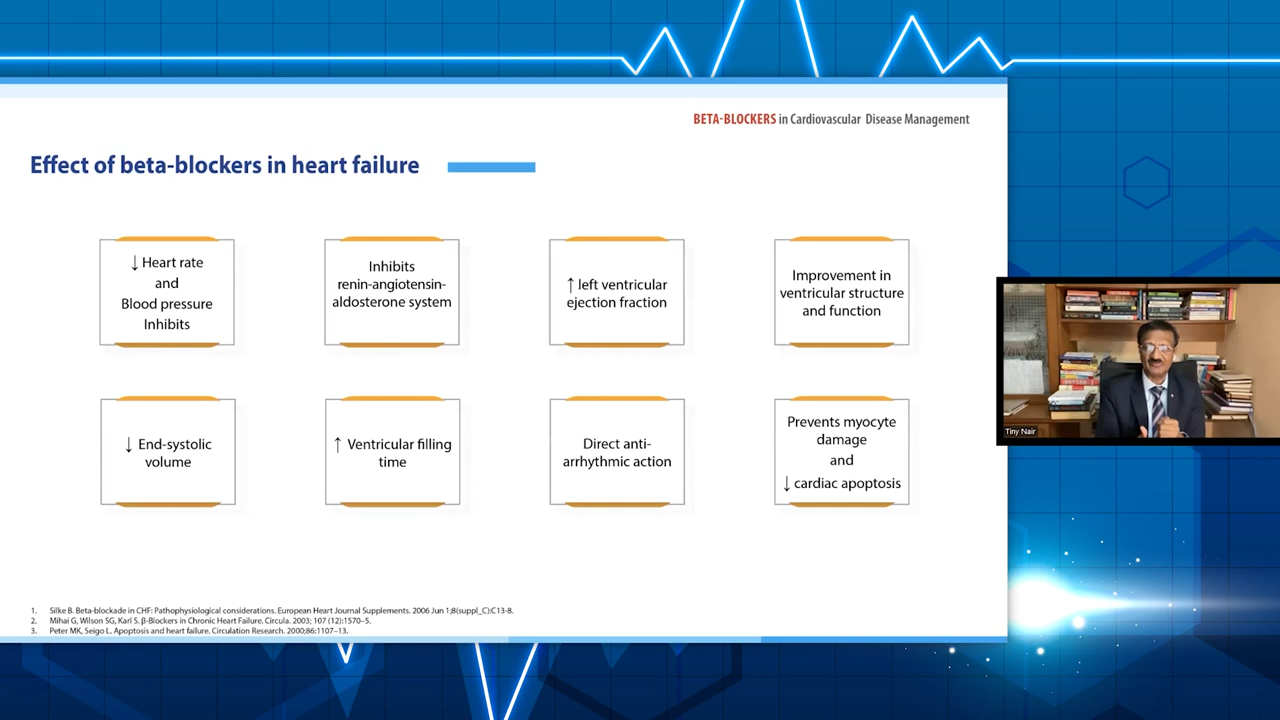 BETA-BLOCKERS in Cardiovascular Disease Management
Effect of beta-blockers in heart failure
↓ Heart rate
and
Blood pressure
Inhibits
Inhibits
renin-angiotensin-
aldosterone system
↑ left ventricular
ejection fraction
Improvement in
ventricular structure
and function
↓ End-systolic
volume
↑ Ventricular filling
time
Direct anti-
arrhythmic action
Prevents myocyte
damage
and
↓ cardiac apoptosis
Tiny Nair
1. Silke B. Beta-blockade in CHF: Pathophysiological considerations. European Heart Journal Supplements. 2006 Jun 1;8(suppl_C):C13-8.
2. Mihai G, Wilson SG, Karl S. β-Blockers in Chronic Heart Failure. Circula. 2003; 107 (12):1570–5.
3. Peter MK, Seigo L. Apoptosis and heart failure. Circulation Research. 2000;86:1107–13.